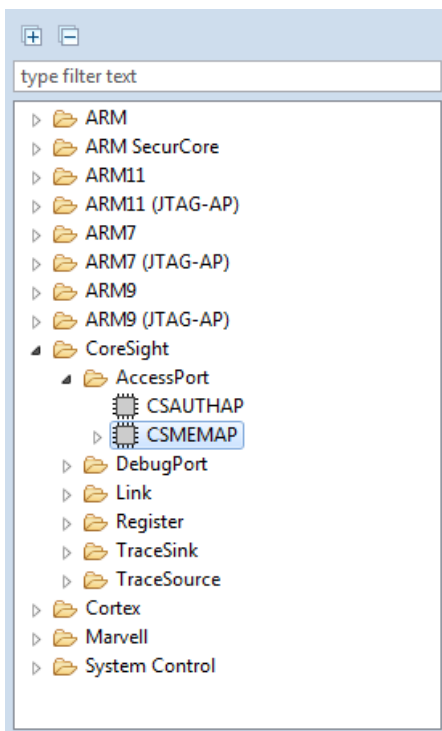 type filter text
ARM
ARM SecurCore
ARM11
ARM11 (JTAG-AP)
ARM7
ARM7 (JTAG-AP)
ARM9
ARM9 (JTAG-AP)
CoreSight
AccessPort
CSAUTHAP
CSMEMAP
DebugPort
Link
Register
TraceSink
TraceSource
Cortex
Marvell
System Control